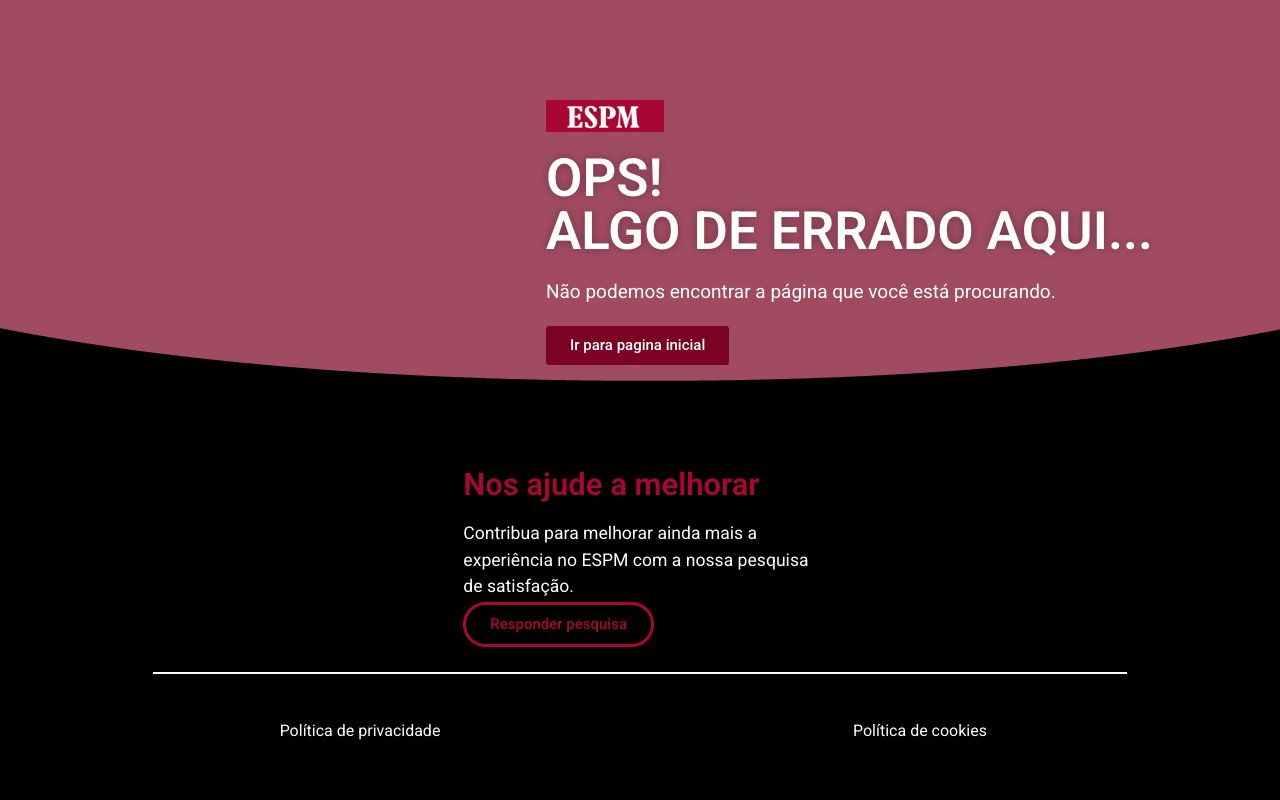 ESPM
OPS!
ALGO DE ERRADO AQUI...
Não podemos encontrar a página que você está procurando.
Ir para pagina inicial
Nos ajude a melhorar
Contribua para melhorar ainda mais a
experiência no ESPM com a nossa pesquisa
de satisfação.
Responder pesquisa
Política de privacidade
Política de cookies